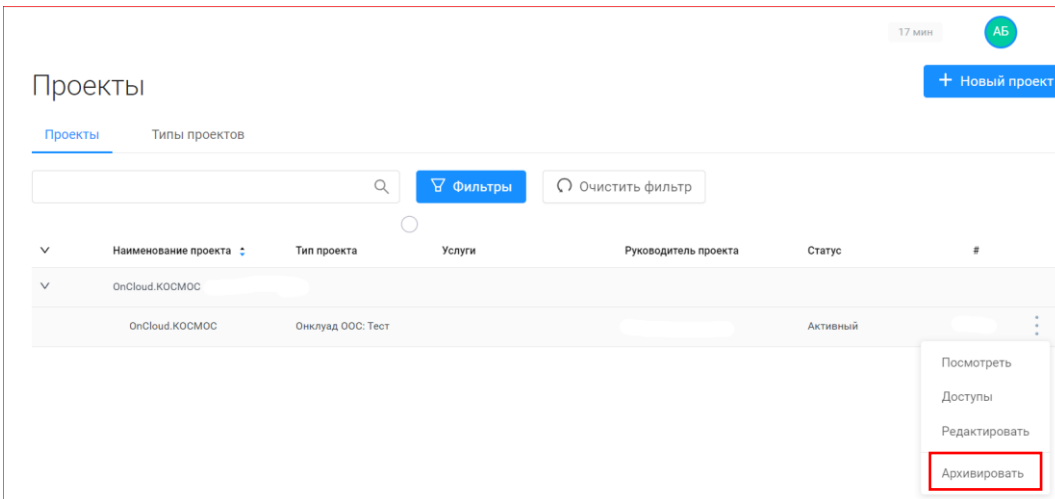 17 мин АБ
Проекты
+ Новый проект
Проекты Типы проектов
Фильтры Очистить фильтр
Наименование проекта Тип проекта Услуги Руководитель проекта Статус #
OnCloud.КОСМОС
OnCloud.КОСМОС Онклуад ООС: Тест Активный
Посмотреть
Доступы
Редактировать
Архивировать